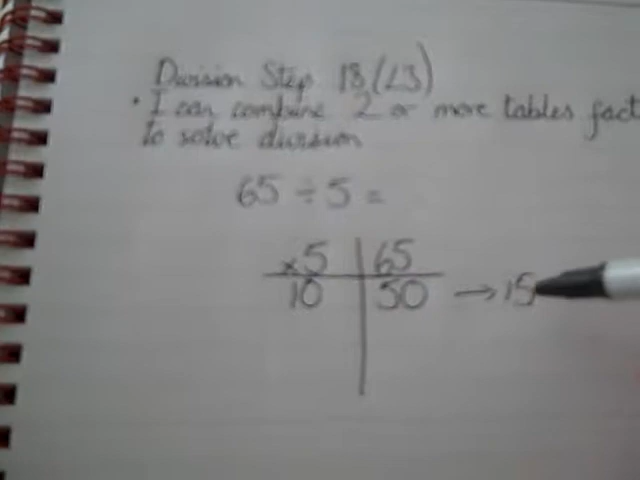 Division Step 18 (L3)
• I can combine 2 or more tables fact
to solve division
65 ÷ 5 =
×5 | 65
10 | 50 → 15